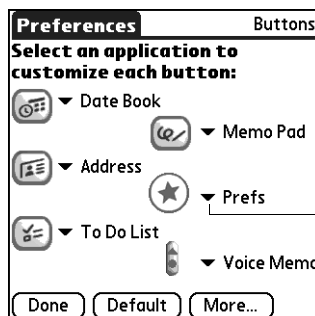 Preferences Buttons
Select an application to
customize each button:
Date Book
Memo Pad
Address
Prefs
To Do List
Voice Memo
Done Default More...